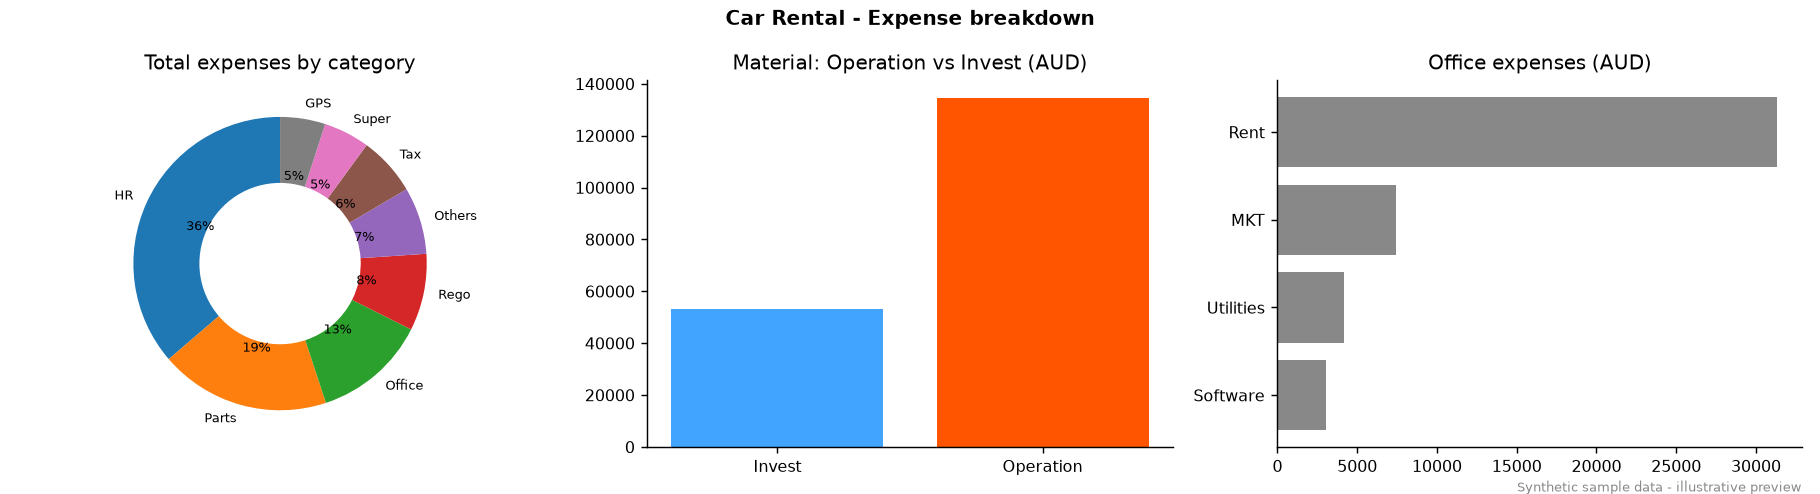 Car Rental - Expense breakdown
Total expenses by category
GPS
Super
Tax
Others
Rego
Office
Parts
HR
5%
5%
6%
7%
8%
13%
19%
36%
Material: Operation vs Invest (AUD)
140000
120000
100000
80000
60000
40000
20000
0
Invest
Operation
Office expenses (AUD)
Rent
MKT
Utilities
Software
0
5000
10000
15000
20000
25000
30000
Synthetic sample data - illustrative preview